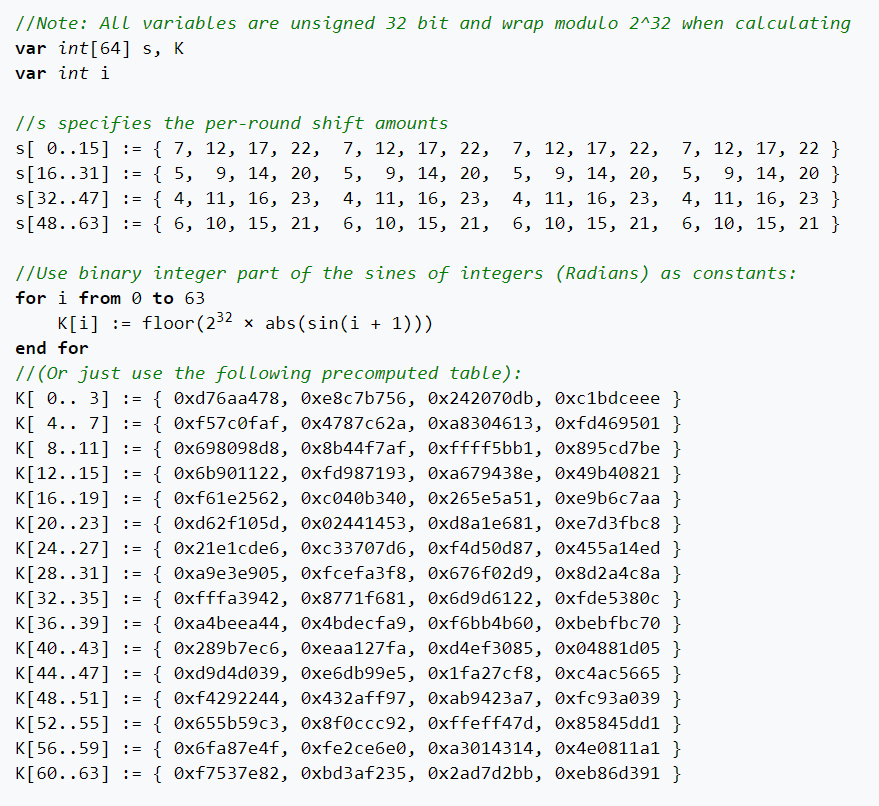 //Note: All variables are unsigned 32 bit and wrap modulo 2^32 when calculating
var int[64] s, K
var int i

//s specifies the per-round shift amounts
s[ 0..15] := { 7, 12, 17, 22,  7, 12, 17, 22,  7, 12, 17, 22,  7, 12, 17, 22 }
s[16..31] := { 5,  9, 14, 20,  5,  9, 14, 20,  5,  9, 14, 20,  5,  9, 14, 20 }
s[32..47] := { 4, 11, 16, 23,  4, 11, 16, 23,  4, 11, 16, 23,  4, 11, 16, 23 }
s[48..63] := { 6, 10, 15, 21,  6, 10, 15, 21,  6, 10, 15, 21,  6, 10, 15, 21 }

//Use binary integer part of the sines of integers (Radians) as constants:
for i from 0 to 63
    K[i] := floor(2³² × abs(sin(i + 1)))
end for
//(Or just use the following precomputed table):
K[ 0.. 3] := { 0xd76aa478, 0xe8c7b756, 0x242070db, 0xc1bdceee }
K[ 4.. 7] := { 0xf57c0faf, 0x4787c62a, 0xa8304613, 0xfd469501 }
K[ 8..11] := { 0x698098d8, 0x8b44f7af, 0xffff5bb1, 0x895cd7be }
K[12..15] := { 0x6b901122, 0xfd987193, 0xa679438e, 0x49b40821 }
K[16..19] := { 0xf61e2562, 0xc040b340, 0x265e5a51, 0xe9b6c7aa }
K[20..23] := { 0xd62f105d, 0x02441453, 0xd8a1e681, 0xe7d3fbc8 }
K[24..27] := { 0x21e1cde6, 0xc33707d6, 0xf4d50d87, 0x455a14ed }
K[28..31] := { 0xa9e3e905, 0xfcefa3f8, 0x676f02d9, 0x8d2a4c8a }
K[32..35] := { 0xfffa3942, 0x8771f681, 0x6d9d6122, 0xfde5380c }
K[36..39] := { 0xa4beea44, 0x4bdecfa9, 0xf6bb4b60, 0xbebfbc70 }
K[40..43] := { 0x289b7ec6, 0xeaa127fa, 0xd4ef3085, 0x04881d05 }
K[44..47] := { 0xd9d4d039, 0xe6db99e5, 0x1fa27cf8, 0xc4ac5665 }
K[48..51] := { 0xf4292244, 0x432aff97, 0xab9423a7, 0xfc93a039 }
K[52..55] := { 0x655b59c3, 0x8f0ccc92, 0xffeff47d, 0x85845dd1 }
K[56..59] := { 0x6fa87e4f, 0xfe2ce6e0, 0xa3014314, 0x4e0811a1 }
K[60..63] := { 0xf7537e82, 0xbd3af235, 0x2ad7d2bb, 0xeb86d391 }